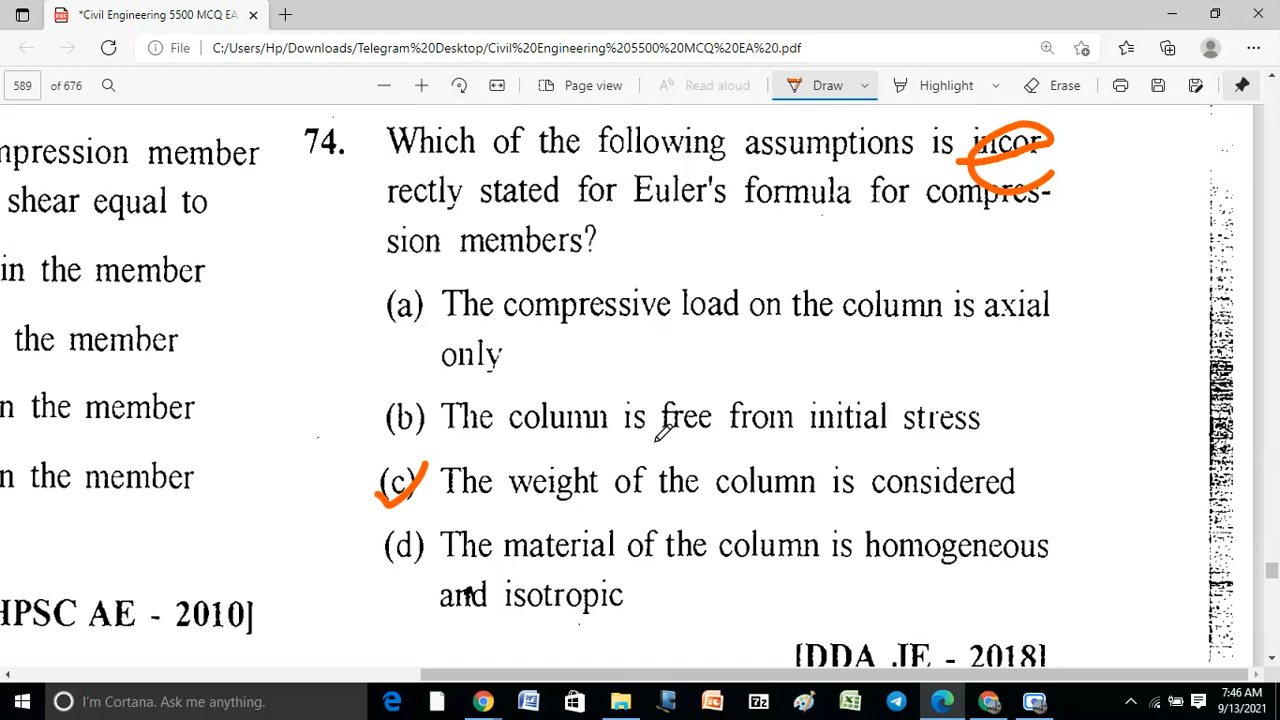 *Civil Engineering 5500 MCQ EA
File
C:/Users/Hp/Downloads/Telegram%20Desktop/Civil%20Engineering%205500%20MCQ%20EA%20.pdf
589 of 676
Page view
Read aloud
Draw
Highlight
Erase
mpression member
shear equal to
in the member
the member
n the member
n the member
HPSC AE - 2010]
74. Which of the following assumptions is incor-
rectly stated for Euler's formula for compres-
sion members?
(a) The compressive load on the column is axial
only
(b) The column is free from initial stress
(c) The weight of the column is considered
(d) The material of the column is homogeneous
and isotropic
[DDA JE - 2018]
I'm Cortana. Ask me anything.
7:46 AM
9/13/2021